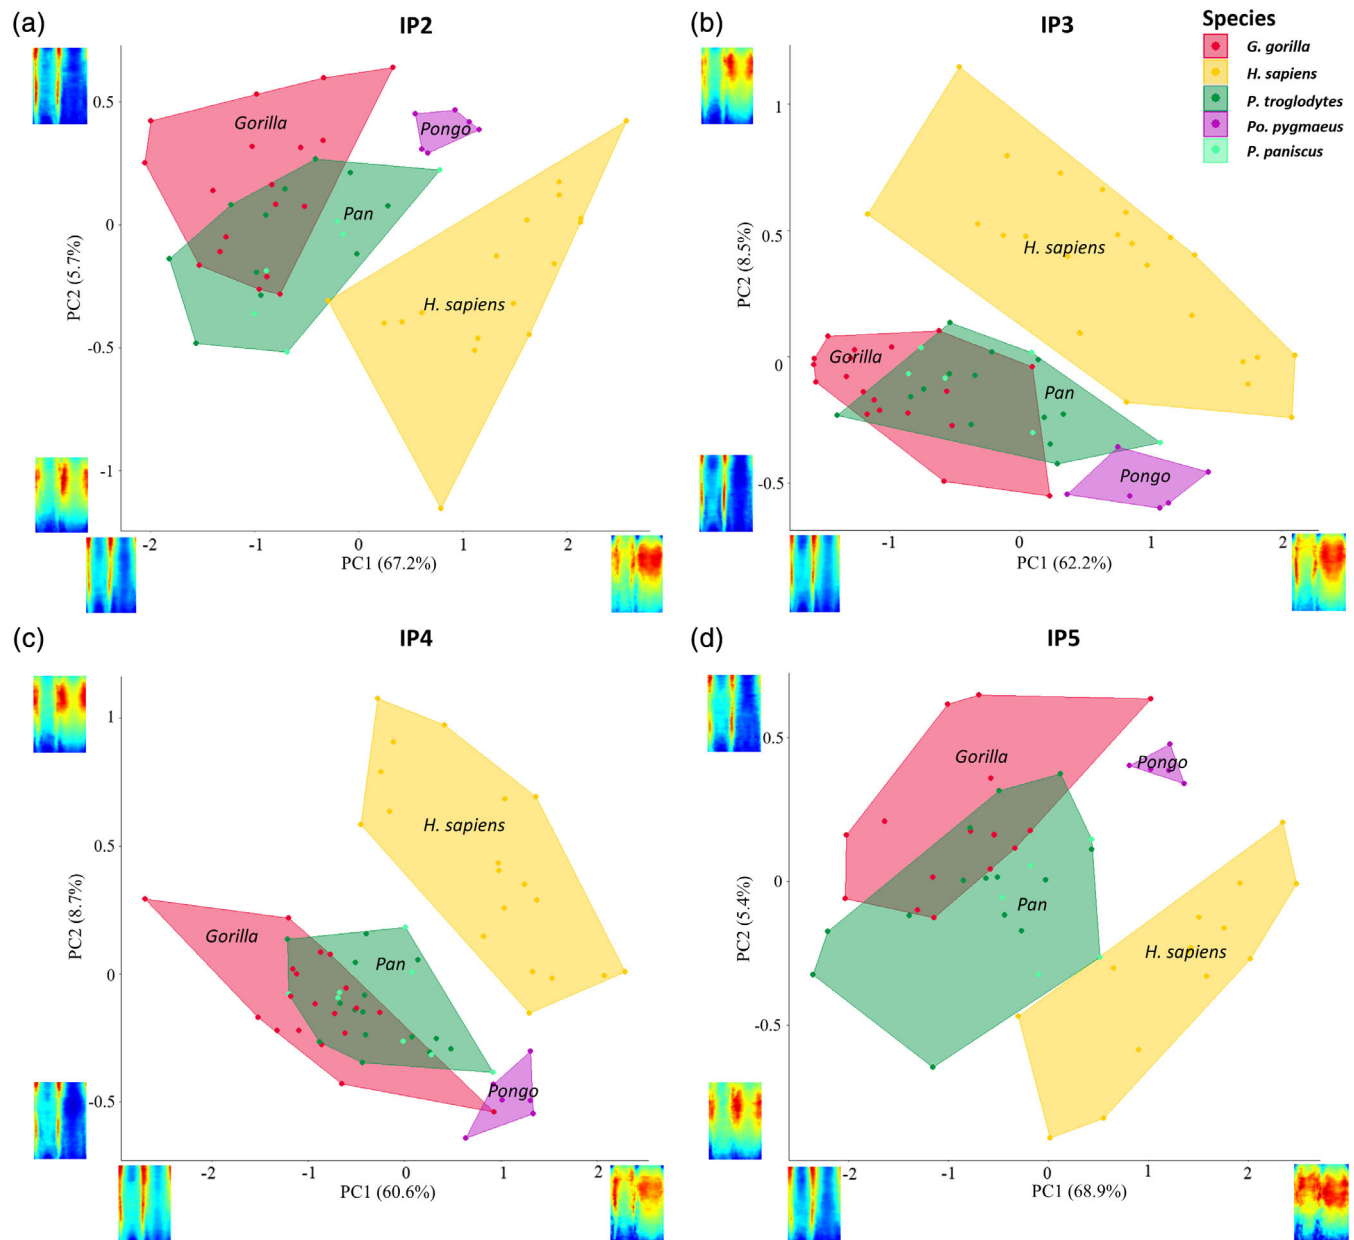 (a)
IP2
0.5
0
-0.5
-1
PC2 (5.7%)
Gorilla
Pongo
Pan
H. sapiens
-2
-1
0
1
2
PC1 (67.2%)
(b)
IP3
Species
G. gorilla
H. sapiens
P. troglodytes
Po. pygmaeus
P. paniscus
1
0.5
0
-0.5
PC2 (8.5%)
H. sapiens
Gorilla
Pan
Pongo
-1
0
1
2
PC1 (62.2%)
(c)
IP4
1
0.5
0
-0.5
PC2 (8.7%)
H. sapiens
Gorilla
Pan
Pongo
-2
-1
0
1
2
PC1 (60.6%)
(d)
IP5
0.5
0
-0.5
PC2 (5.4%)
Gorilla
Pongo
Pan
H. sapiens
-2
-1
0
1
2
PC1 (68.9%)